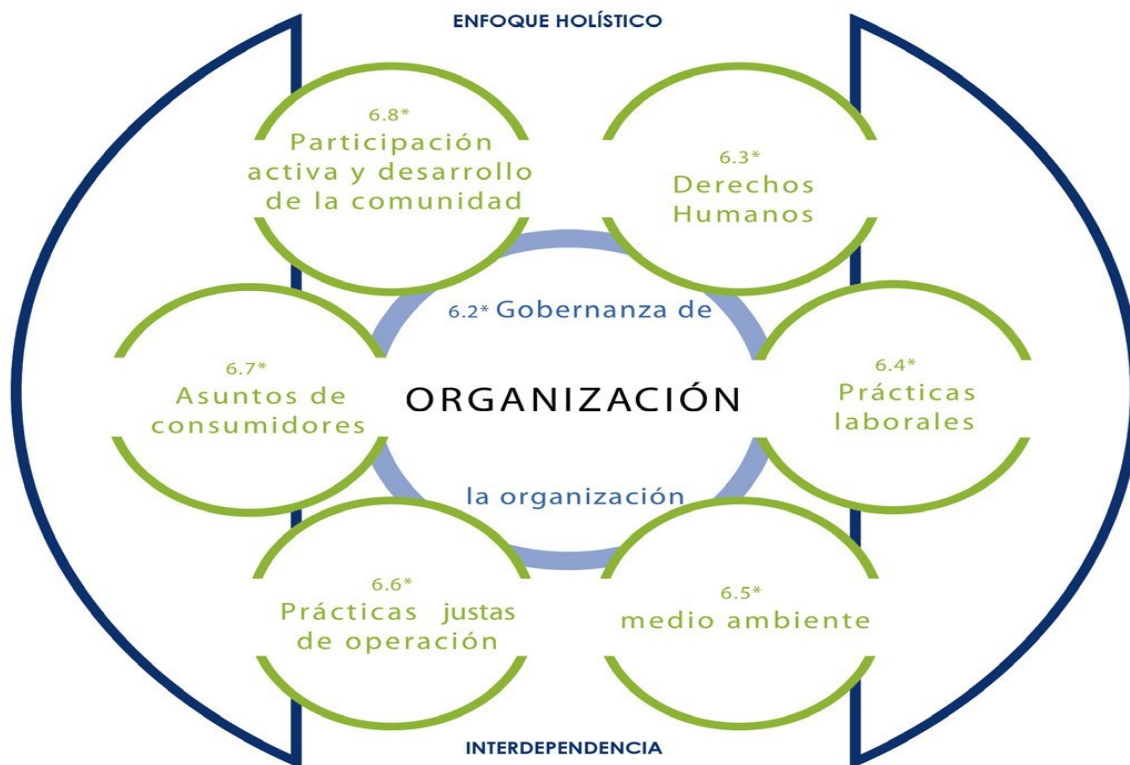 ENFOQUE HOLÍSTICO
6.8*
Participación
activa y desarrollo
de la comunidad
6.3*
Derechos
Humanos
6.2* Gobernanza de
ORGANIZACIÓN
la organización
6.7*
Asuntos de
consumidores
6.4*
Prácticas
laborales
6.6*
Prácticas justas
de operación
6.5*
medio ambiente
INTERDEPENDENCIA